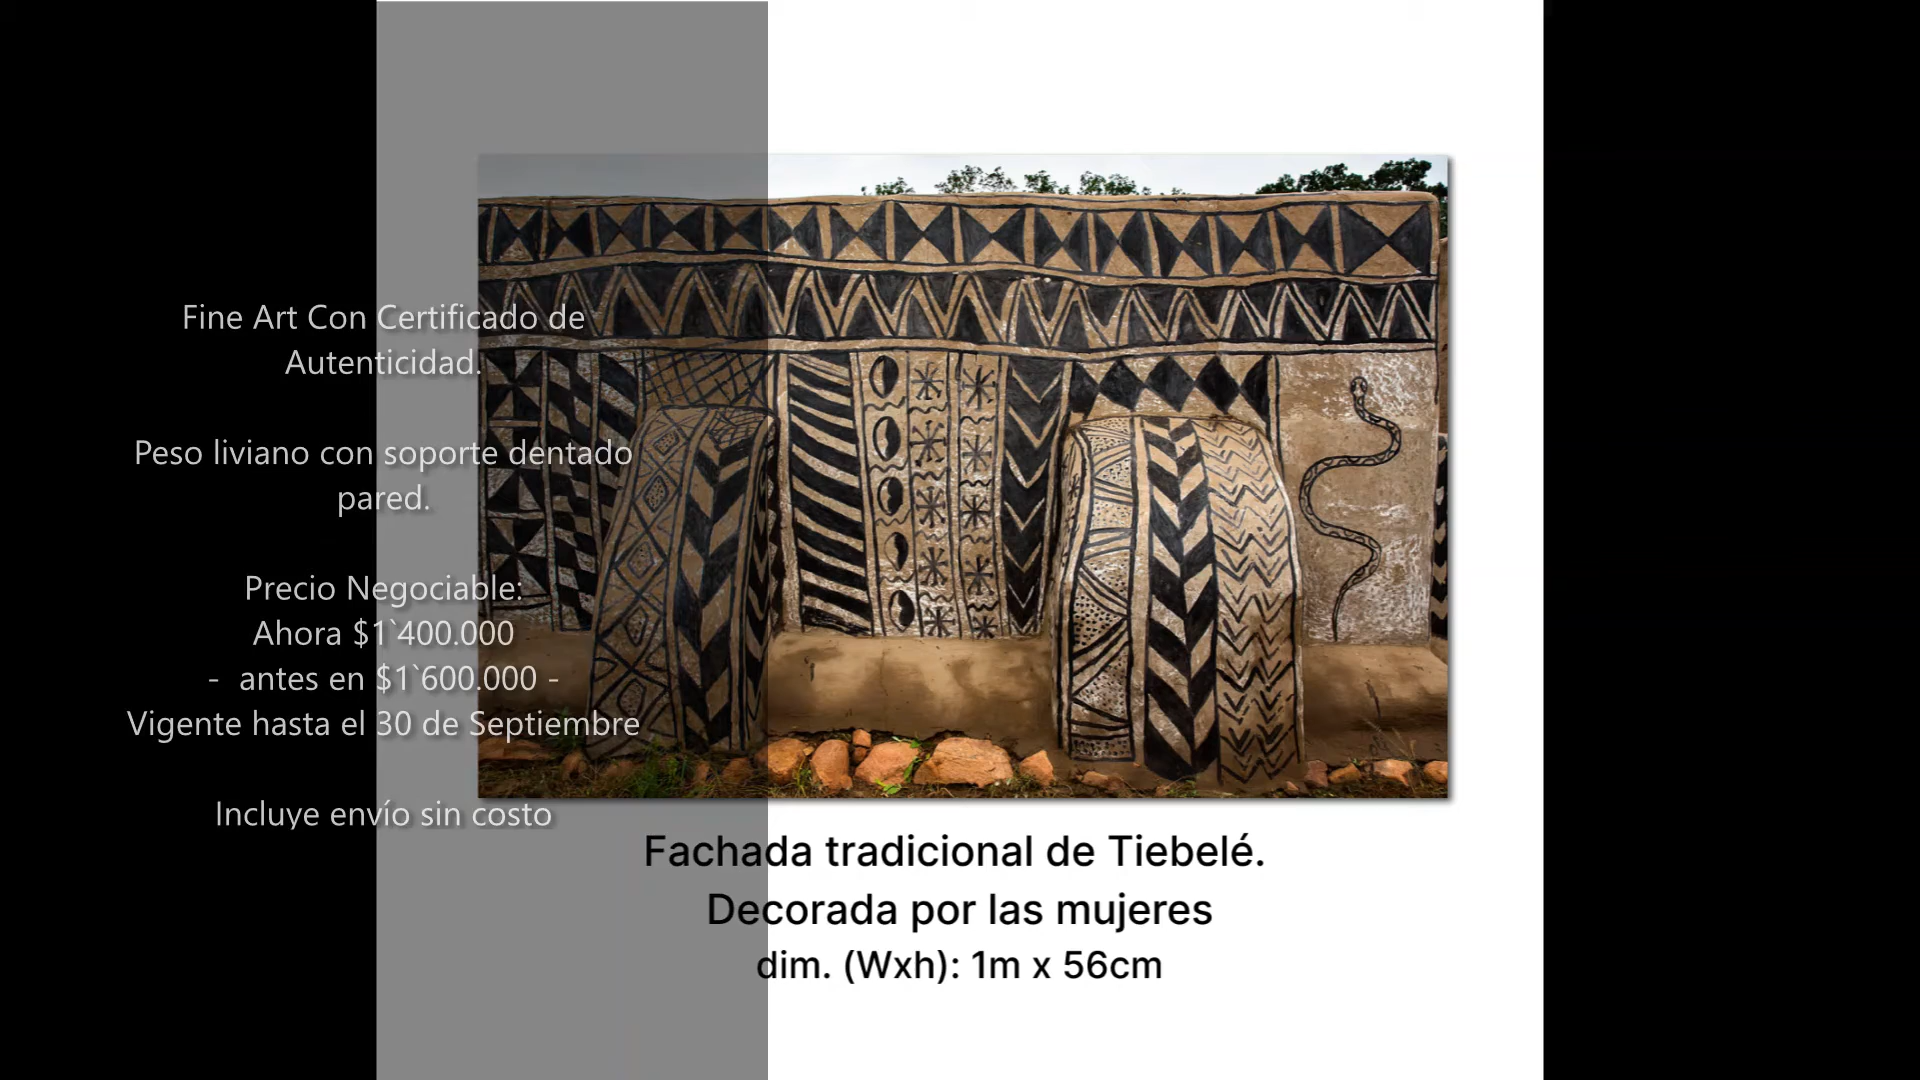 Fine Art Con Certificado de
Autenticidad.
Peso liviano con soporte dentado
pared.
Precio Negociable:
Ahora $1`400.000
- antes en $1`600.000 -
Vigente hasta el 30 de Septiembre
Incluye envío sin costo
Fachada tradicional de Tiebelé.
Decorada por las mujeres
dim. (Wxh): 1m x 56cm